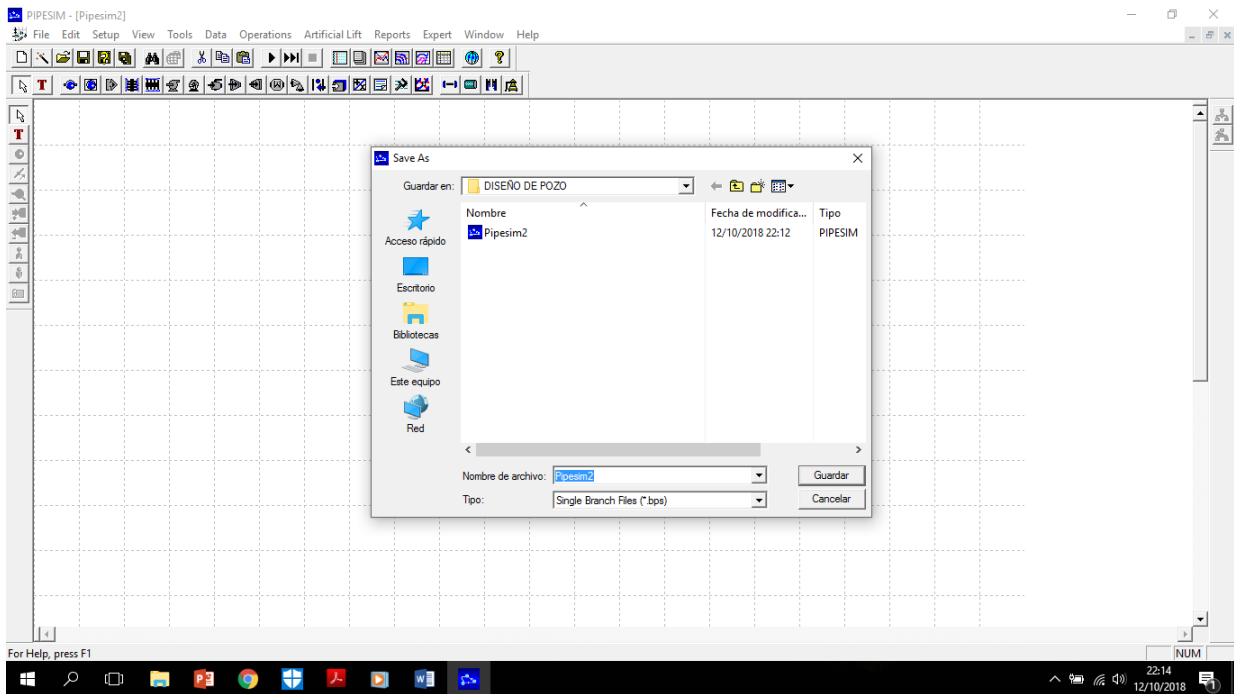 PIPESIM - [Pipesim2]
File Edit Setup View Tools Data Operations Artificial Lift Reports Expert Window Help
T
T
Save As
Guardar en: DISEÑO DE POZO
Nombre Fecha de modifica... Tipo
Pipesim2 12/10/2018 22:12 PIPESIM
Acceso rápido
Escritorio
Bibliotecas
Este equipo
Red
Nombre de archivo: Pipesim2 Guardar
Tipo: Single Branch Files (*.bps) Cancelar
For Help, press F1 NUM
22:14
12/10/2018